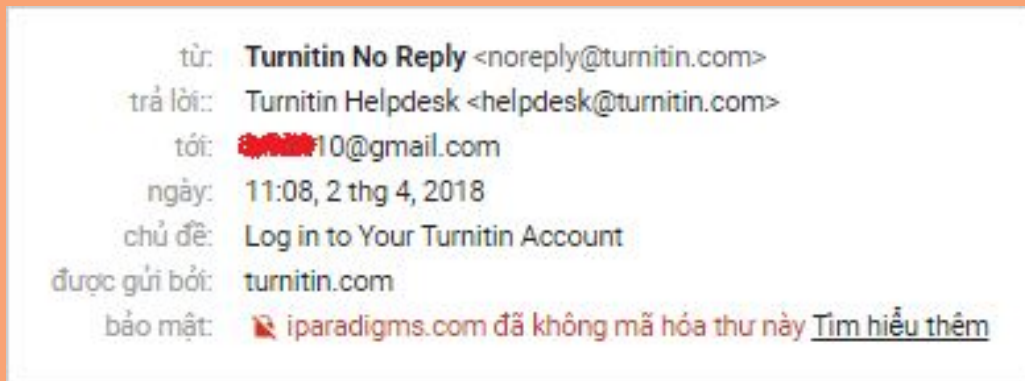 từ: Turnitin No Reply <noreply@turnitin.com>
trả lời:: Turnitin Helpdesk <helpdesk@turnitin.com>
tới: 10@gmail.com
ngày: 11:08, 2 thg 4, 2018
chủ đề: Log in to Your Turnitin Account
được gửi bởi: turnitin.com
bảo mật: iparadigms.com đã không mã hóa thư này Tìm hiểu thêm